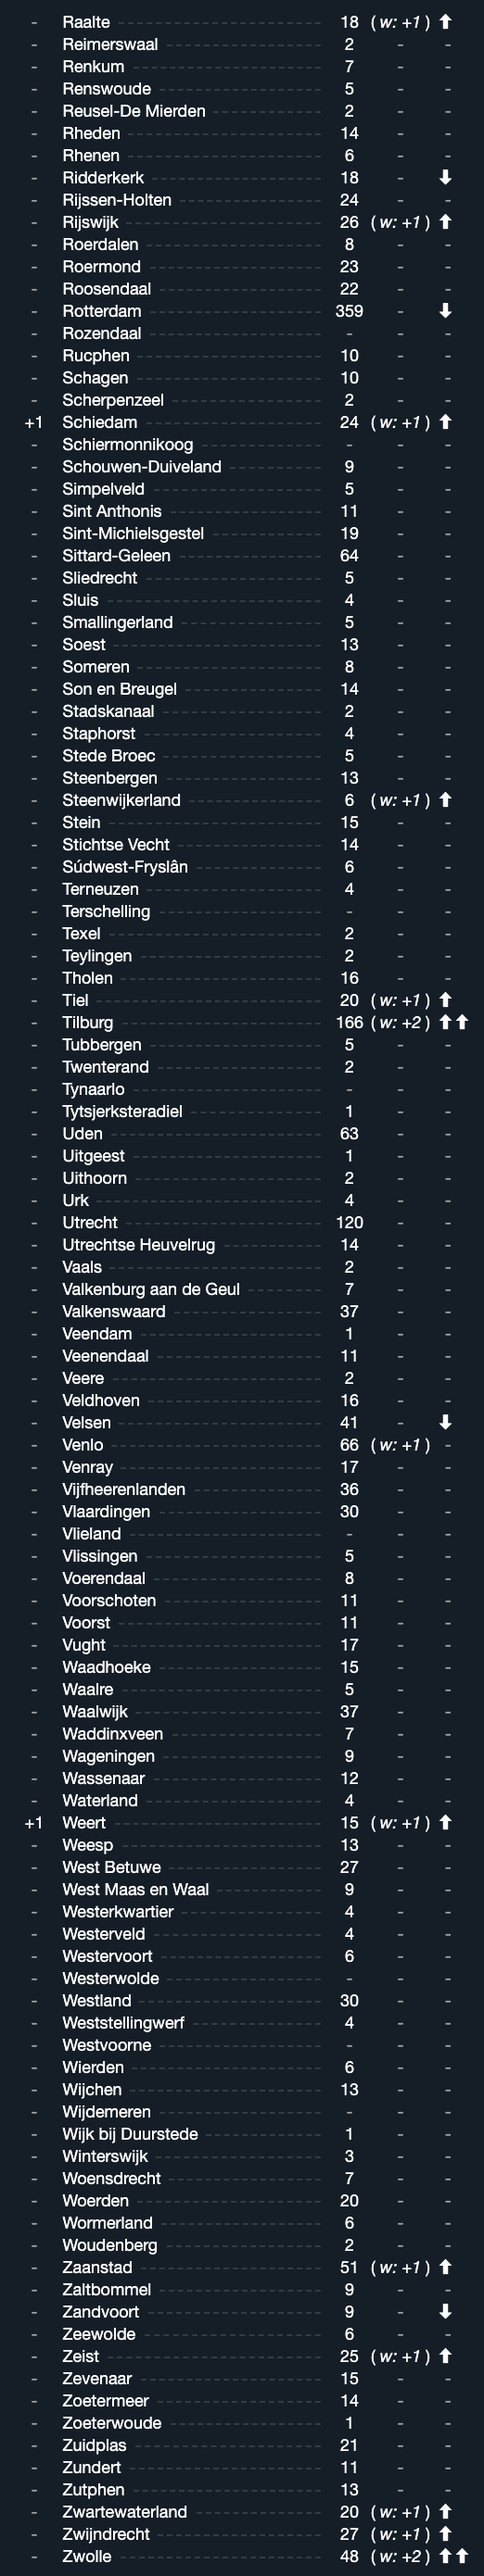 - Raalte 18 ( w: +1 ) ⬆
- Reimerswaal 2 - -
- Renkum 7 - -
- Renswoude 5 - -
- Reusel-De Mierden 2 - -
- Rheden 14 - -
- Rhenen 6 - -
- Ridderkerk 18 - ⬇
- Rijssen-Holten 24 - -
- Rijswijk 26 ( w: +1 ) ⬆
- Roerdalen 8 - -
- Roermond 23 - -
- Roosendaal 22 - -
- Rotterdam 359 - ⬇
- Rozendaal - - -
- Rucphen 10 - -
- Schagen 10 - -
- Scherpenzeel 2 - -
+1 Schiedam 24 ( w: +1 ) ⬆
- Schiermonnikoog - - -
- Schouwen-Duiveland 9 - -
- Simpelveld 5 - -
- Sint Anthonis 11 - -
- Sint-Michielsgestel 19 - -
- Sittard-Geleen 64 - -
- Sliedrecht 5 - -
- Sluis 4 - -
- Smallingerland 5 - -
- Soest 13 - -
- Someren 8 - -
- Son en Breugel 14 - -
- Stadskanaal 2 - -
- Staphorst 4 - -
- Stede Broec 5 - -
- Steenbergen 13 - -
- Steenwijkerland 6 ( w: +1 ) ⬆
- Stein 15 - -
- Stichtse Vecht 14 - -
- Súdwest-Fryslân 6 - -
- Terneuzen 4 - -
- Terschelling - - -
- Texel 2 - -
- Teylingen 2 - -
- Tholen 16 - -
- Tiel 20 ( w: +1 ) ⬆
- Tilburg 166 ( w: +2 ) ⬆⬆
- Tubbergen 5 - -
- Twenterand 2 - -
- Tynaarlo - - -
- Tytsjerksteradiel 1 - -
- Uden 63 - -
- Uitgeest 1 - -
- Uithoorn 2 - -
- Urk 4 - -
- Utrecht 120 - -
- Utrechtse Heuvelrug 14 - -
- Vaals 2 - -
- Valkenburg aan de Geul 7 - -
- Valkenswaard 37 - -
- Veendam 1 - -
- Veenendaal 11 - -
- Veere 2 - -
- Veldhoven 16 - -
- Velsen 41 - ⬇
- Venlo 66 ( w: +1 ) -
- Venray 17 - -
- Vijfheerenlanden 36 - -
- Vlaardingen 30 - -
- Vlieland - - -
- Vlissingen 5 - -
- Voerendaal 8 - -
- Voorschoten 11 - -
- Voorst 11 - -
- Vught 17 - -
- Waadhoeke 15 - -
- Waalre 5 - -
- Waalwijk 37 - -
- Waddinxveen 7 - -
- Wageningen 9 - -
- Wassenaar 12 - -
- Waterland 4 - -
+1 Weert 15 ( w: +1 ) ⬆
- Weesp 13 - -
- West Betuwe 27 - -
- West Maas en Waal 9 - -
- Westerkwartier 4 - -
- Westerveld 4 - -
- Westervoort 6 - -
- Westerwolde - - -
- Westland 30 - -
- Weststellingwerf 4 - -
- Westvoorne - - -
- Wierden 6 - -
- Wijchen 13 - -
- Wijdemeren - - -
- Wijk bij Duurstede 1 - -
- Winterswijk 3 - -
- Woensdrecht 7 - -
- Woerden 20 - -
- Wormerland 6 - -
- Woudenberg 2 - -
- Zaanstad 51 ( w: +1 ) ⬆
- Zaltbommel 9 - -
- Zandvoort 9 - ⬇
- Zeewolde 6 - -
- Zeist 25 ( w: +1 ) ⬆
- Zevenaar 15 - -
- Zoetermeer 14 - -
- Zoeterwoude 1 - -
- Zuidplas 21 - -
- Zundert 11 - -
- Zutphen 13 - -
- Zwartewaterland 20 ( w: +1 ) ⬆
- Zwijndrecht 27 ( w: +1 ) ⬆
- Zwolle 48 ( w: +2 ) ⬆⬆